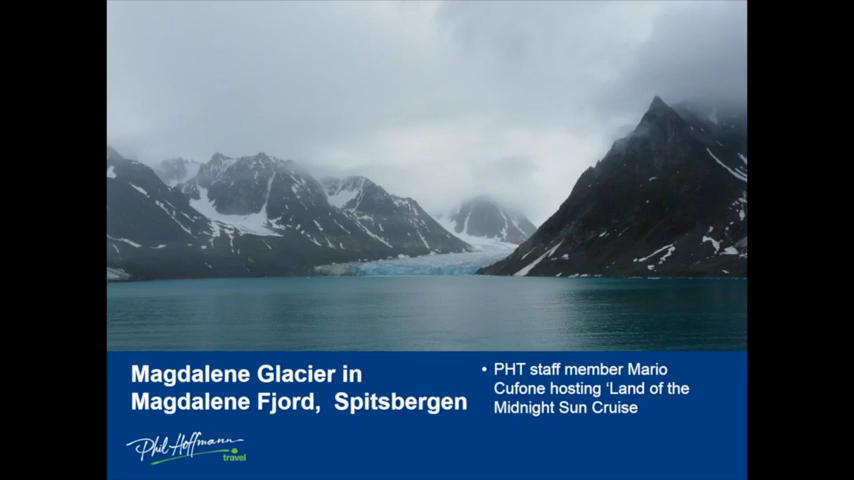 Magdalene Glacier in
Magdalene Fjord, Spitsbergen
• PHT staff member Mario
Cufone hosting ‘Land of the
Midnight Sun Cruise
Phil Hoffmann
travel